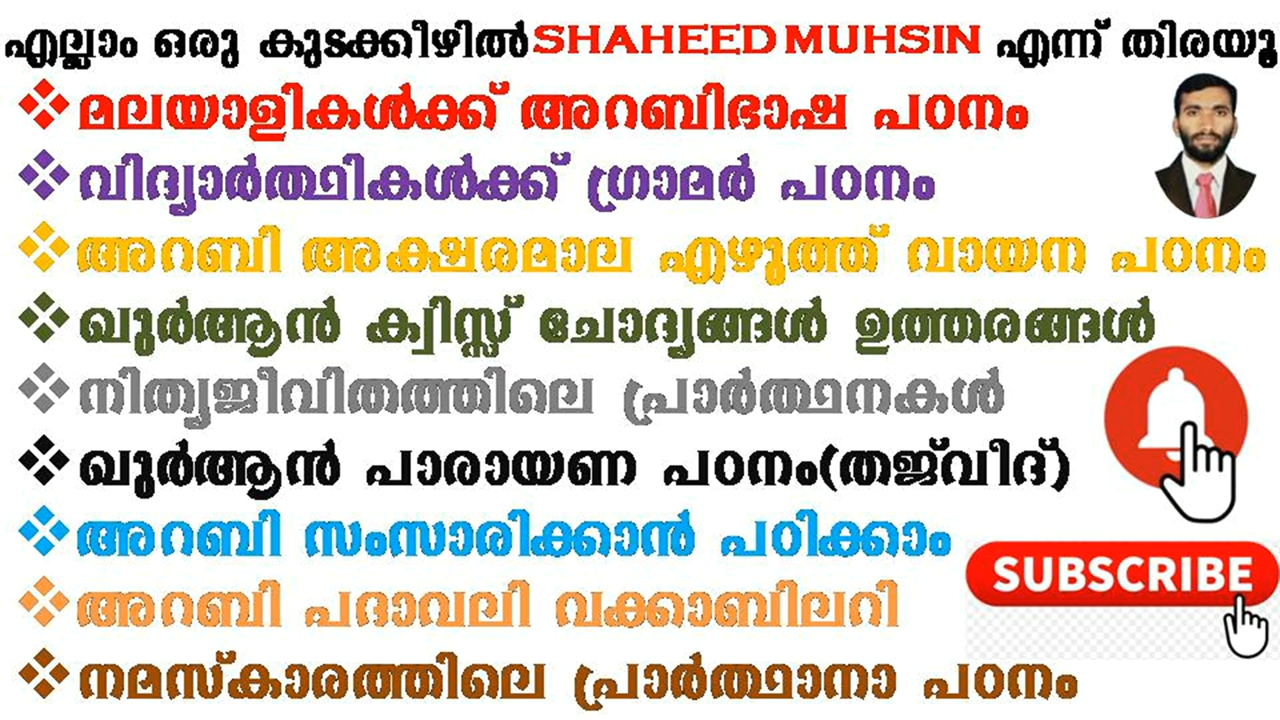 എല്ലാം ഒരു കുടക്കീഴിൽ SHAHEED MUHSIN എന്ന് തിരയൂ
മലയാളികൾക്ക് അറബിഭാഷ പഠനം
വിദ്യാർത്ഥികൾക്ക് ഗ്രാമർ പഠനം
അറബി അക്ഷരമാല എഴുത്ത് വായന പഠനം
ഖുർആൻ ക്വിസ്സ് ചോദ്യങ്ങൾ ഉത്തരങ്ങൾ
നിത്യജീവിതത്തിലെ പ്രാർത്ഥനകൾ
ഖുർആൻ പാരായണ പഠനം(തജ്‌വീദ്)
അറബി സംസാരിക്കാൻ പഠിക്കാം
SUBSCRIBE
അറബി പദാവലി വക്കാബിലറി
നമസ്കാരത്തിലെ പ്രാർത്ഥാനാ പഠനം